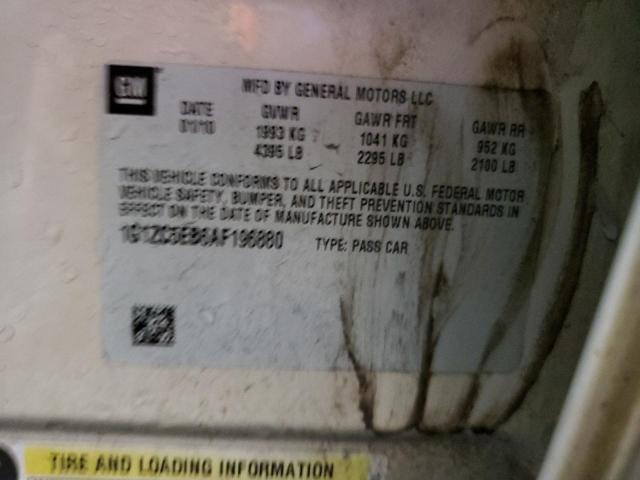 GM
MFD BY GENERAL MOTORS LLC
DATE GVWR GAWR FRT GAWR RR
01/10 1993 KG 1041 KG 952 KG
4395 LB 2295 LB 2100 LB
THIS VEHICLE CONFORMS TO ALL APPLICABLE U.S. FEDERAL MOTOR
VEHICLE SAFETY, BUMPER, AND THEFT PREVENTION STANDARDS IN
EFFECT ON THE DATE OF MANUFACTURE SHOWN ABOVE.
1G1ZC5EB6AF196880 TYPE: PASS CAR
TIRE AND LOADING INFORMATION